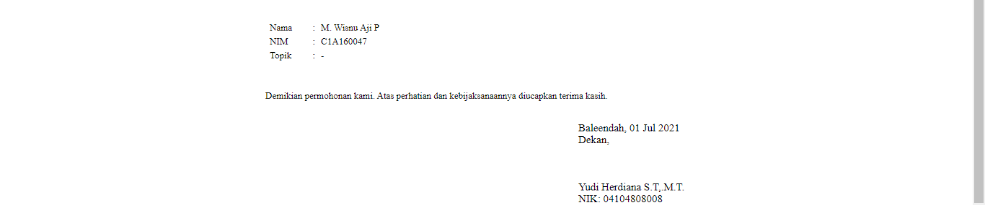 Nama : M. Wisnu Aji P
NIM : C1A160047
Topik : -
Demikian permohonan kami. Atas perhatian dan kebijaksanaannya diucapkan terima kasih.
Baleendah, 01 Jul 2021
Dekan,
Yudi Herdiana S.T,.M.T.
NIK: 04104808008